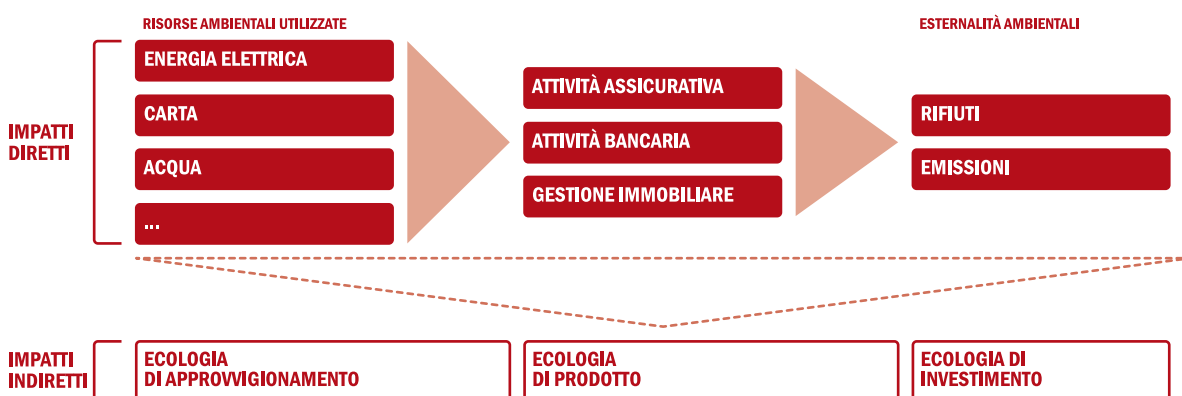 RISORSE AMBIENTALI UTILIZZATE
ESTERNALITÀ AMBIENTALI
IMPATTI
DIRETTI
ENERGIA ELETTRICA
CARTA
ACQUA
...
ATTIVITÀ ASSICURATIVA
ATTIVITÀ BANCARIA
GESTIONE IMMOBILIARE
RIFIUTI
EMISSIONI
IMPATTI
INDIRETTI
ECOLOGIA
DI APPROVVIGIONAMENTO
ECOLOGIA
DI PRODOTTO
ECOLOGIA DI
INVESTIMENTO